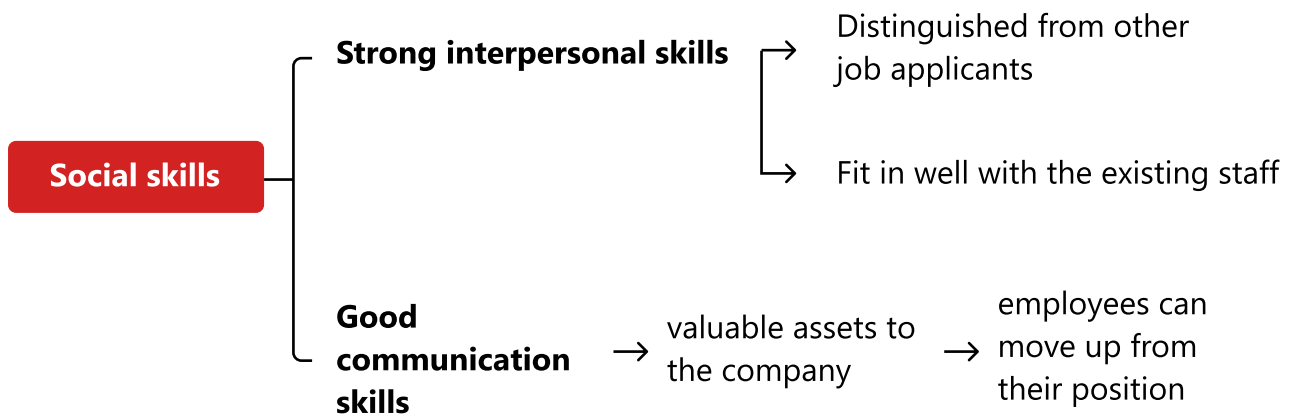 Social skills
Strong interpersonal skills
Distinguished from other
job applicants
Fit in well with the existing staff
Good
communication
skills
valuable assets to
the company
employees can
move up from
their position